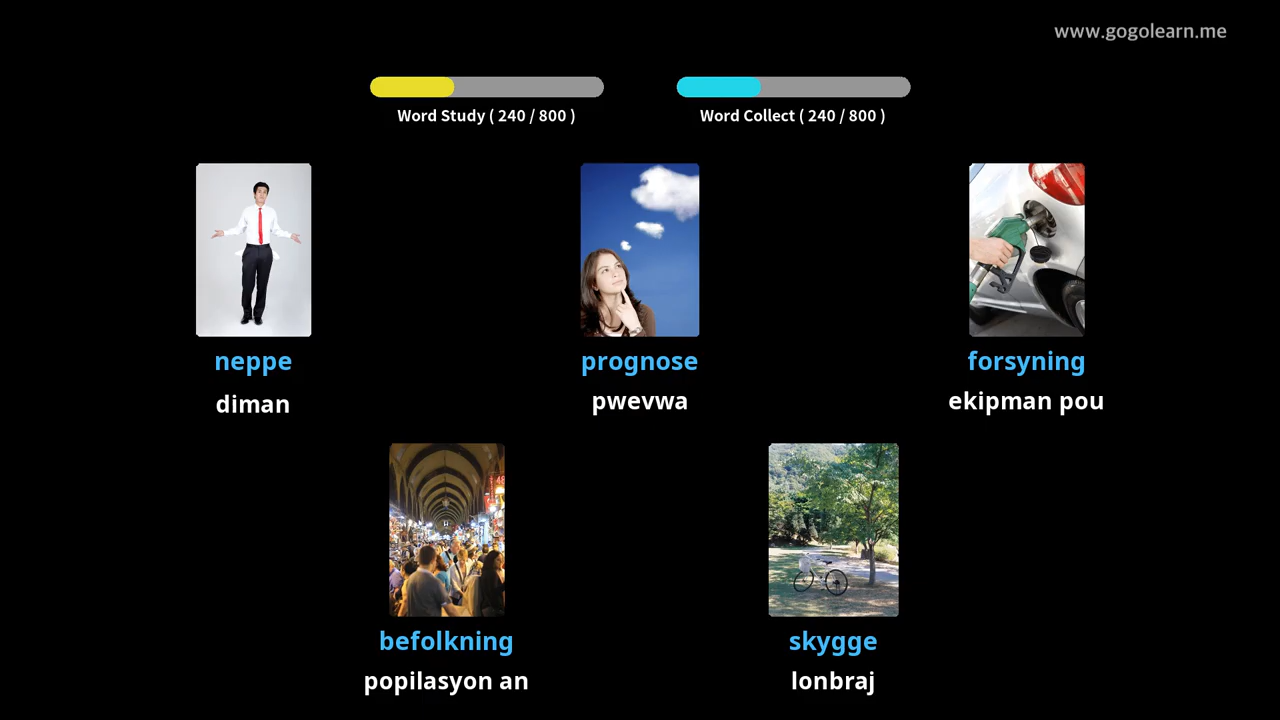 www.gogolearn.me
Word Study ( 240 / 800 )
Word Collect ( 240 / 800 )
neppe
prognose
forsyning
diman
pwevwa
ekipman pou
befolkning
skygge
popilasyon an
lonbraj